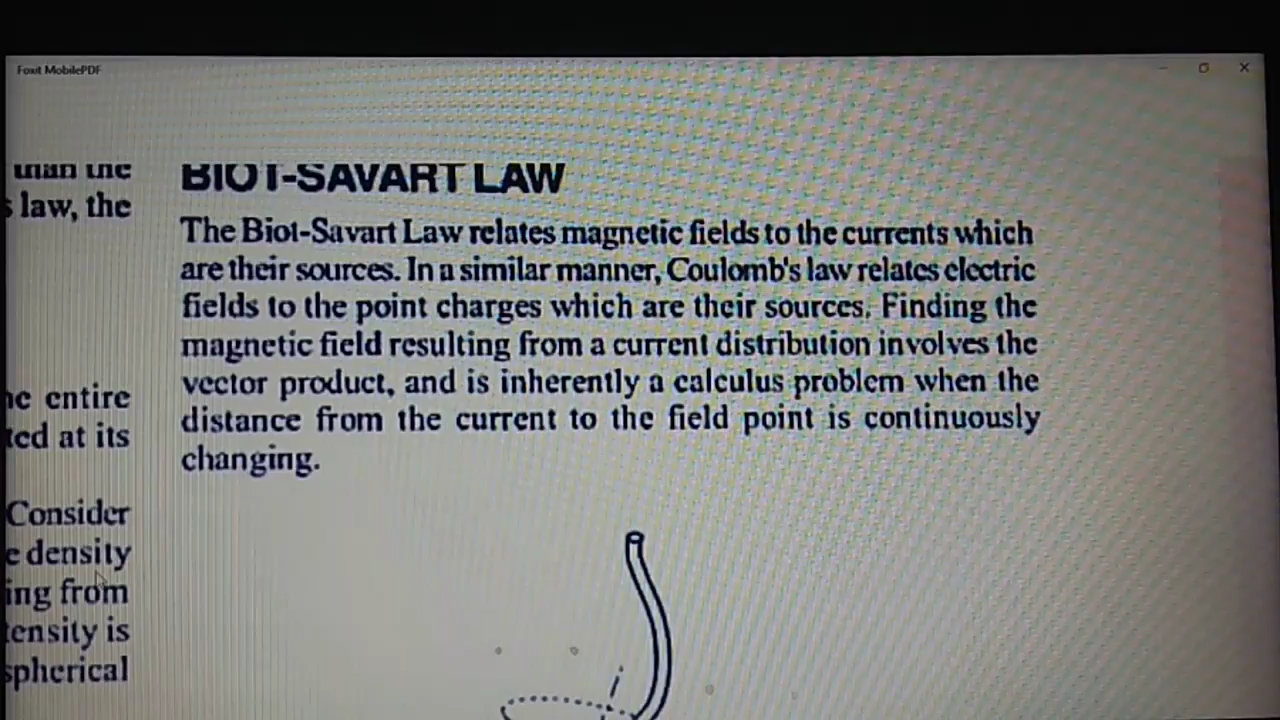 Foxit MobilePDF
than the
law, the
entire
at its
Consider
density
from
is
spherical
BIOT-SAVART LAW
The Biot-Savart Law relates magnetic fields to the currents which
are their sources. In a similar manner, Coulomb's law relates electric
fields to the point charges which are their sources. Finding the
magnetic field resulting from a current distribution involves the
vector product, and is inherently a calculus problem when the
distance from the current to the field point is continuously
changing.